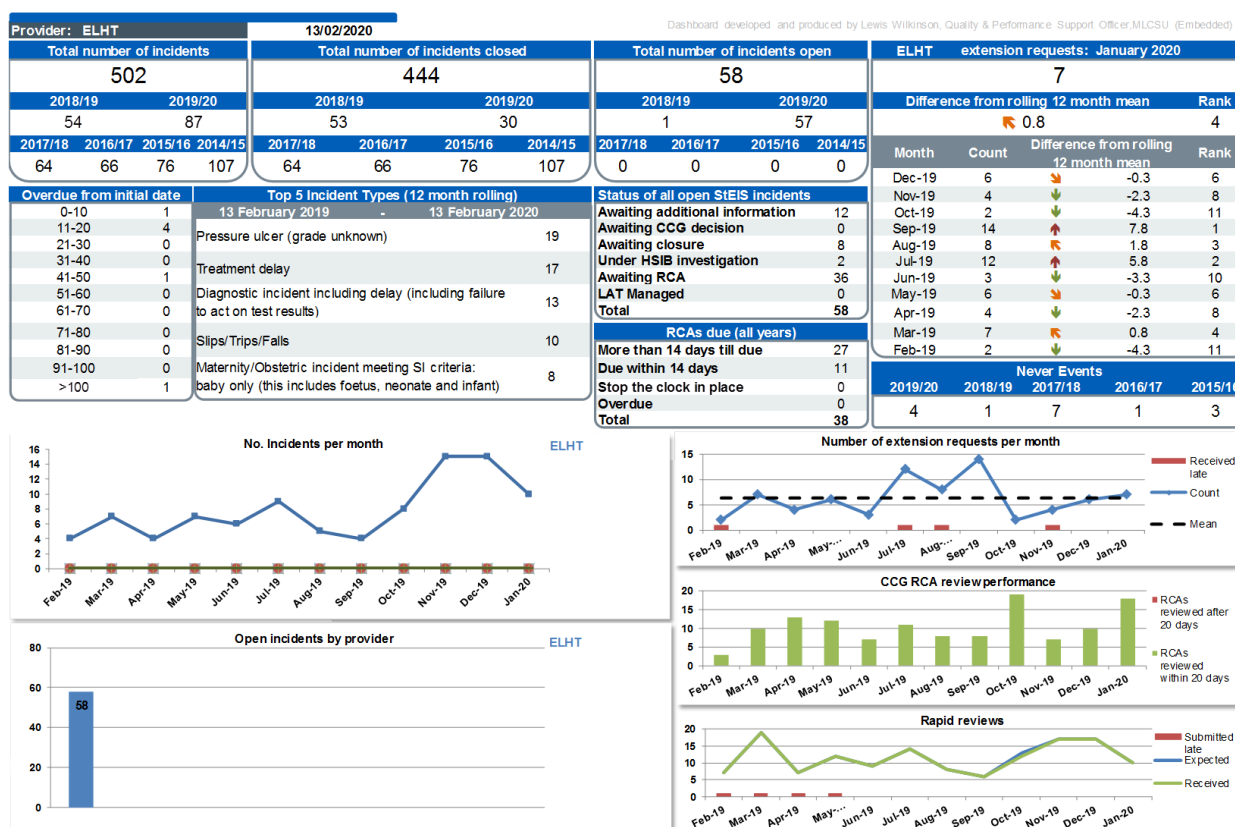 Dashboard developed and produced by Lewis Wilkinson, Quality & Performance Support Officer,MLCSU (Embedded)
Provider: ELHT 13/02/2020
Total number of incidents
502
2018/19 2019/20
54 87
2017/18 2016/17 2015/16 2014/15
64 66 76 107
Total number of incidents closed
444
2018/19 2019/20
53 30
2017/18 2016/17 2015/16 2014/15
64 66 76 107
Total number of incidents open
58
2018/19 2019/20
1 57
2017/18 2016/17 2015/16 2014/15
0 0 0 0
ELHT extension requests: January 2020
7
Difference from rolling 12 month mean Rank
0.8 4
Month Count Difference from rolling 12 month mean Rank
Dec-19 6 -0.3 6
Nov-19 4 -2.3 8
Oct-19 2 -4.3 11
Sep-19 14 7.8 1
Aug-19 8 1.8 3
Jul-19 12 5.8 2
Jun-19 3 -3.3 10
May-19 6 -0.3 6
Apr-19 4 -2.3 8
Mar-19 7 0.8 4
Feb-19 2 -4.3 11
Overdue from initial date
0-10 1
11-20 4
21-30 0
31-40 0
41-50 1
51-60 0
61-70 0
71-80 0
81-90 0
91-100 0
>100 1
Top 5 Incident Types (12 month rolling)
13 February 2019 - 13 February 2020
Pressure ulcer (grade unknown) 19
Treatment delay 17
Diagnostic incident including delay (including failure
to act on test results) 13
Slips/Trips/Falls 10
Maternity/Obstetric incident meeting SI criteria:
baby only (this includes foetus, neonate and infant) 8
Status of all open StEIS incidents
Awaiting additional information 12
Awaiting CCG decision 0
Awaiting closure 8
Under HSIB investigation 2
Awaiting RCA 36
LAT Managed 0
Total 58
RCAs due (all years)
More than 14 days till due 27
Due within 14 days 11
Stop the clock in place 0
Overdue 0
Total 38
Never Events
2019/20 2018/19 2017/18 2016/17 2015/16
4 1 7 1 3
No. Incidents per month
ELHT
16
14
12
10
8
6
4
2
0
Feb-19 Mar-19 Apr-19 May-19 Jun-19 Jul-19 Aug-19 Sep-19 Oct-19 Nov-19 Dec-19 Jan-20
Open incidents by provider
ELHT
80
60
40
20
0
58
Number of extension requests per month
15
10
5
0
Feb-19 Mar-19 Apr-19 May-... Jun-19 Jul-19 Aug-... Sep-19 Oct-19 Nov-19 Dec-19 Jan-20
Received
late
Count
Mean
CCG RCA review performance
20
15
10
5
0
Feb-19 Mar-19 Apr-19 May-19 Jun-19 Jul-19 Aug-19 Sep-19 Oct-19 Nov-19 Dec-19 Jan-20
RCAs
reviewed after
20 days
RCAs
reviewed
within 20 days
Rapid reviews
20
15
10
5
0
Feb-19 Mar-19 Apr-19 May-... Jun-19 Jul-19 Aug-19 Sep-19 Oct-19 Nov-19 Dec-19 Jan-20
Submitted
late
Expected
Received